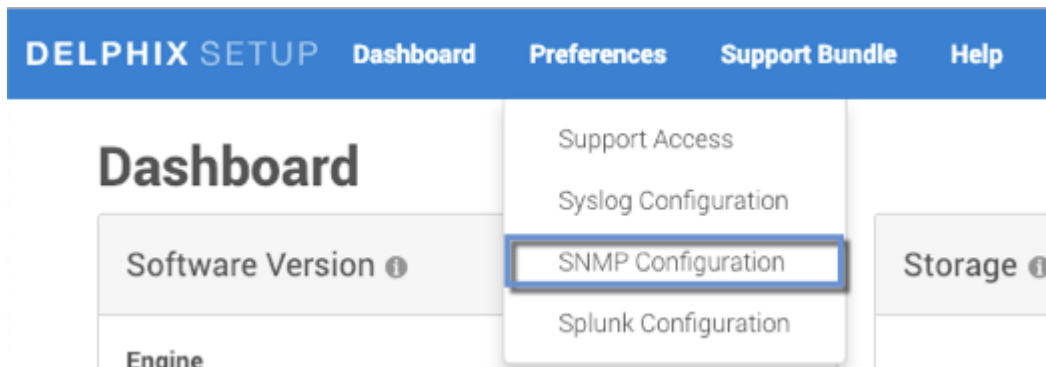 DELPHIX SETUP Dashboard Preferences Support Bundle Help
Support Access
Syslog Configuration
SNMP Configuration
Splunk Configuration
Dashboard
Software Version
Engine
Storage